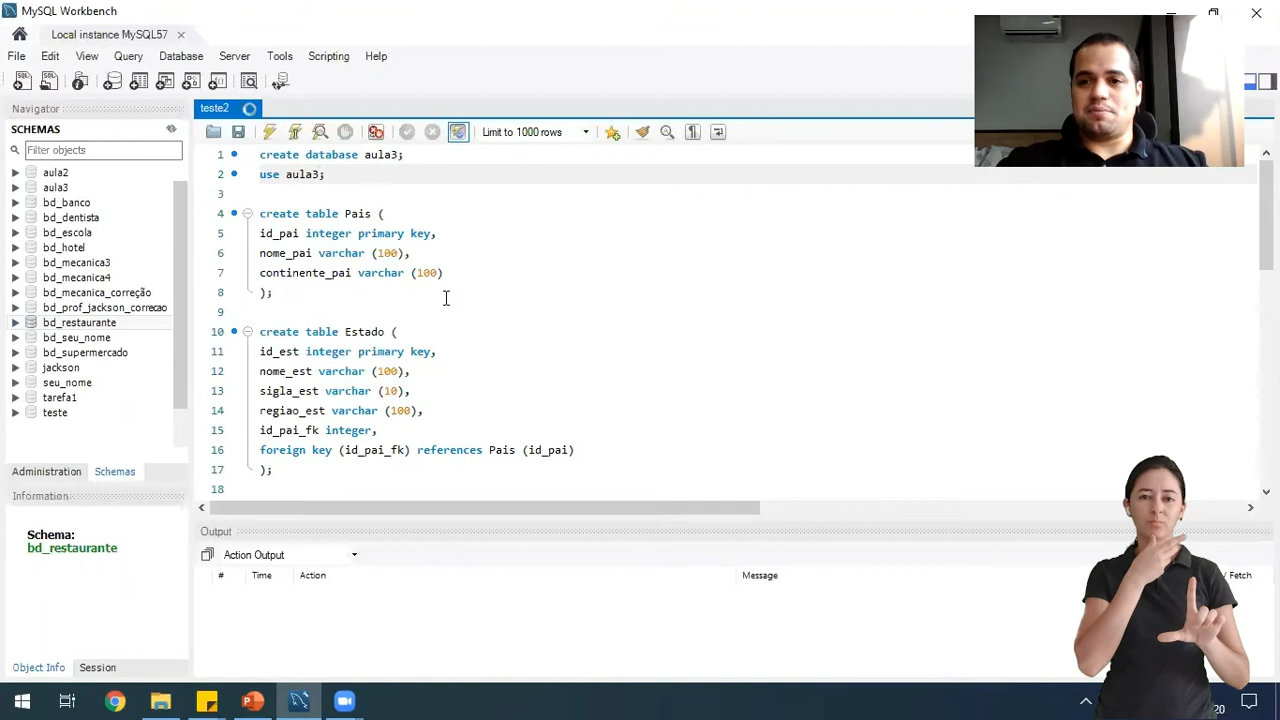 MySQL Workbench
Local instance MySQL57
File Edit View Query Database Server Tools Scripting Help
Navigator
SCHEMAS
Filter objects
aula2
aula3
bd_banco
bd_dentista
bd_escola
bd_hotel
bd_mecanica3
bd_mecanica4
bd_mecanica_correção
bd_prof_jackson_correcao
bd_restaurante
bd_seu_nome
bd_supermercado
jackson
seu_nome
tarefa1
teste
Administration Schemas
Information
Schema:
bd_restaurante
Object Info Session
teste2
Limit to 1000 rows
1 create database aula3;
2 use aula3;
3
4 create table Pais (
5 id_pai integer primary key,
6 nome_pai varchar (100),
7 continente_pai varchar (100)
8 );
9
10 create table Estado (
11 id_est integer primary key,
12 nome_est varchar (100),
13 sigla_est varchar (10),
14 regiao_est varchar (100),
15 id_pai_fk integer,
16 foreign key (id_pai_fk) references Pais (id_pai)
17 );
18
Output
Action Output
# Time Action Message / Fetch
20